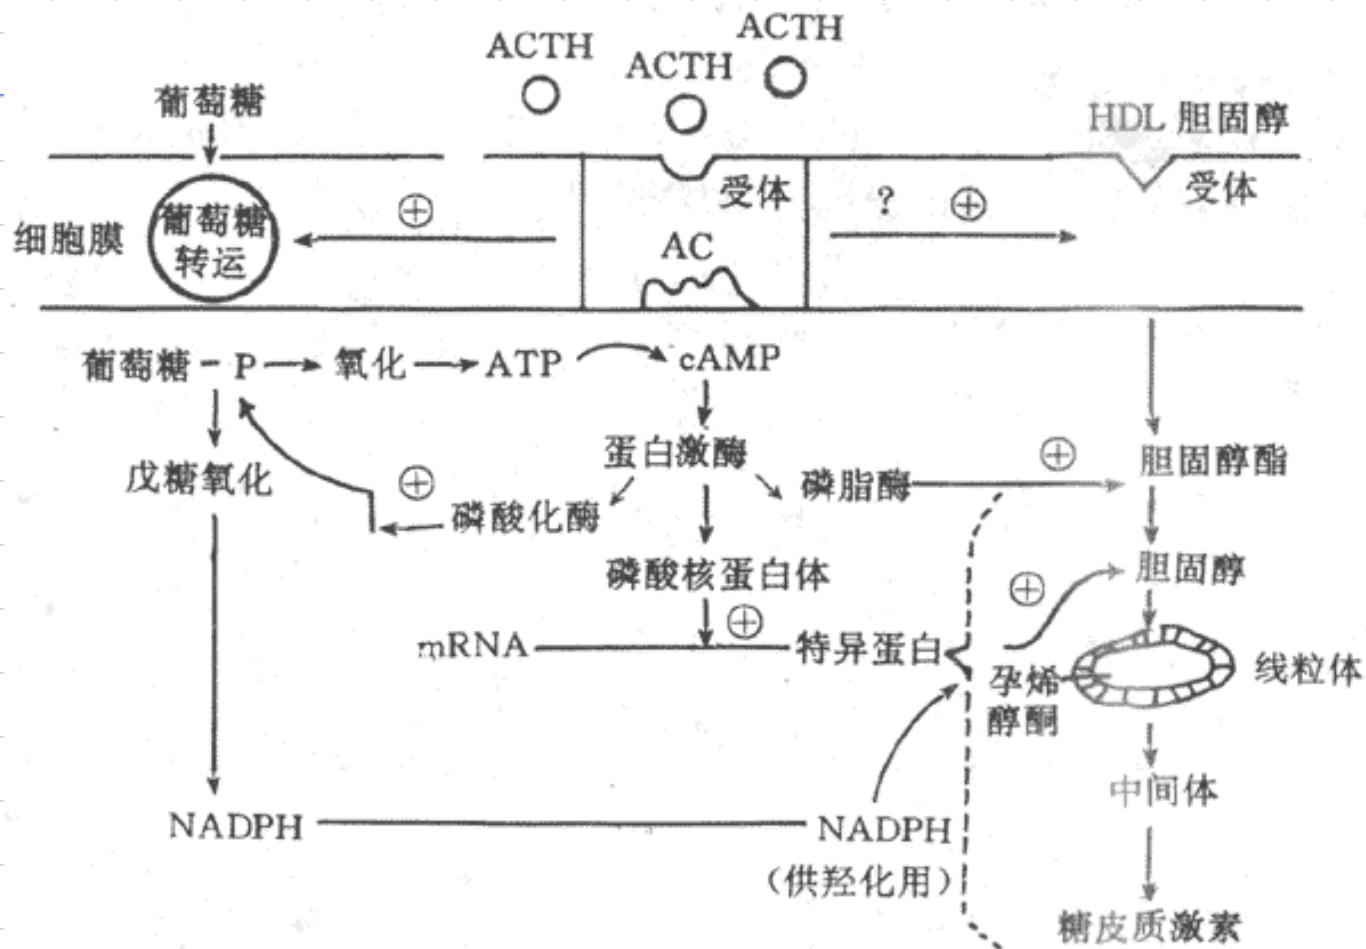 ACTH
ACTH
ACTH
葡萄糖
HDL 胆固醇
受体
受体
细胞膜
葡萄糖
转运
⊕
? ⊕
AC
葡萄糖-P → 氧化 → ATP
cAMP
蛋白激酶
胆固醇酯
戊糖氧化
⊕
磷酸化酶
磷脂酶
⊕
磷酸核蛋白体
胆固醇
⊕
⊕
mRNA
特异蛋白
孕烯
醇酮
线粒体
中间体
NADPH
NADPH
(供羟化用)
糖皮质激素